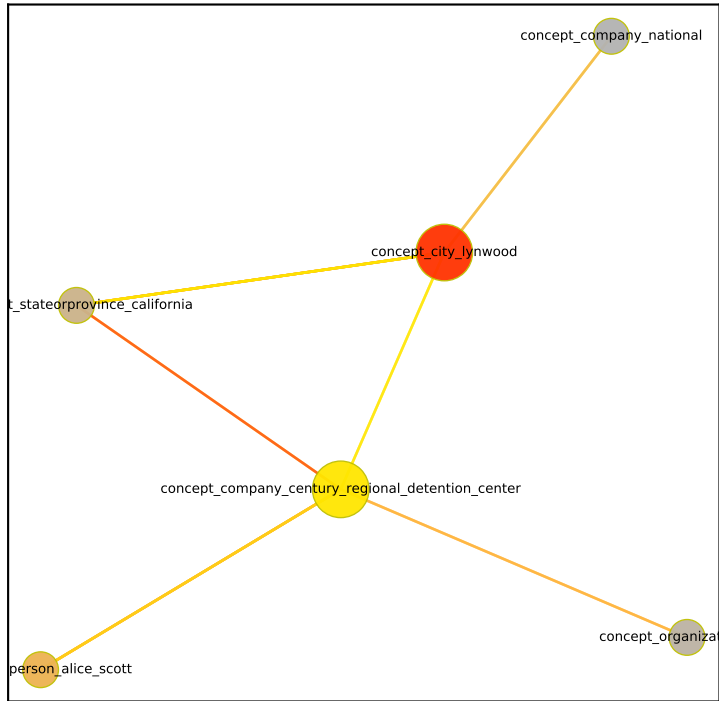 concept_company_national
concept_city_lynwood
t_stateorprovince_california
concept_company_century_regional_detention_center
concept_organizat
person_alice_scott